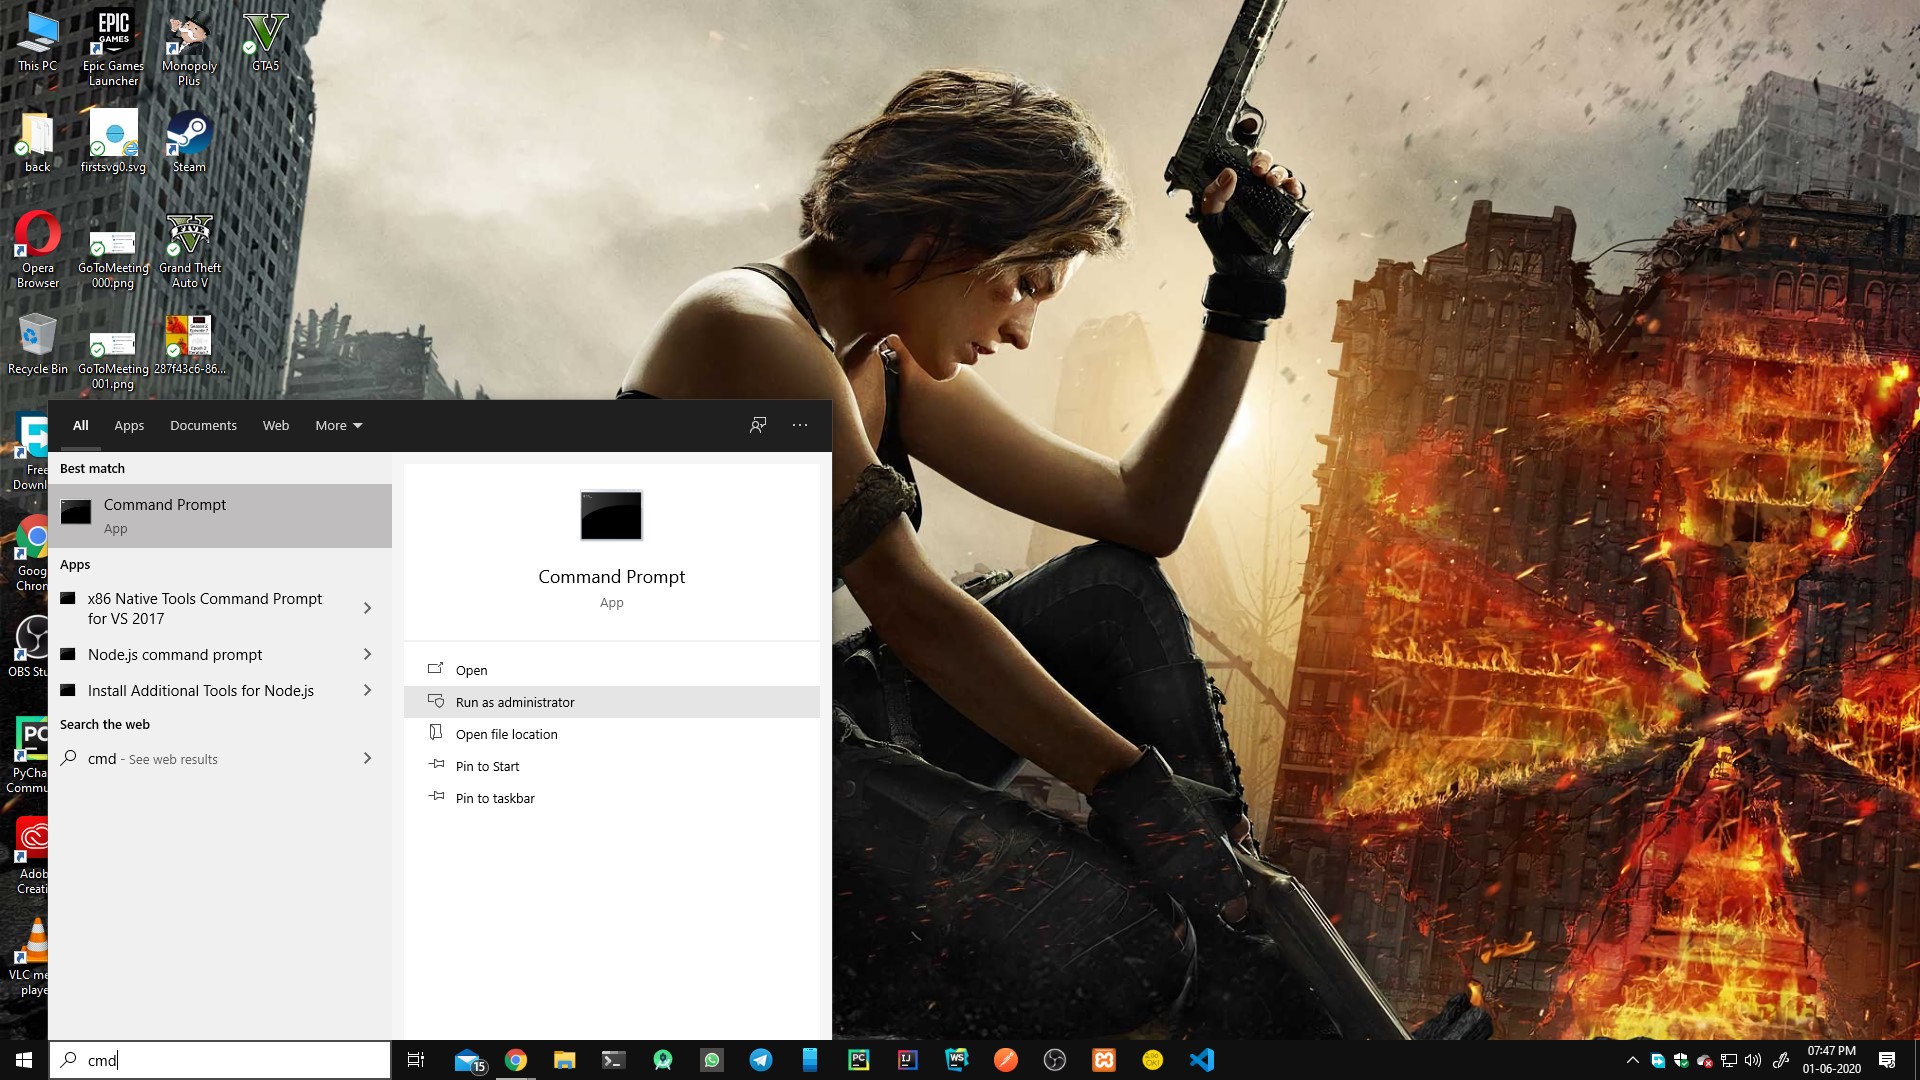 This PC
EPIC
GAMES
Epic Games
Launcher
Monopoly
Plus
GTA5
back
firstsvg0.svg
Steam
Opera
Browser
GoToMeeting
000.png
FIVE
Grand Theft
Auto V
Recycle Bin
GoToMeeting
001.png
287f43c6-86...
Free
Downl
Goog
Chron
OBS Stu
PC
PyCha
Commu
Adob
Creati
VLC me
playe
All
Apps
Documents
Web
More
Best match
Command Prompt
App
Apps
x86 Native Tools Command Prompt
for VS 2017
Node.js command prompt
Install Additional Tools for Node.js
Search the web
cmd - See web results
Command Prompt
App
Open
Run as administrator
Open file location
Pin to Start
Pin to taskbar
cmd
15
PC
IJ
WS
07:47 PM
01-06-2020